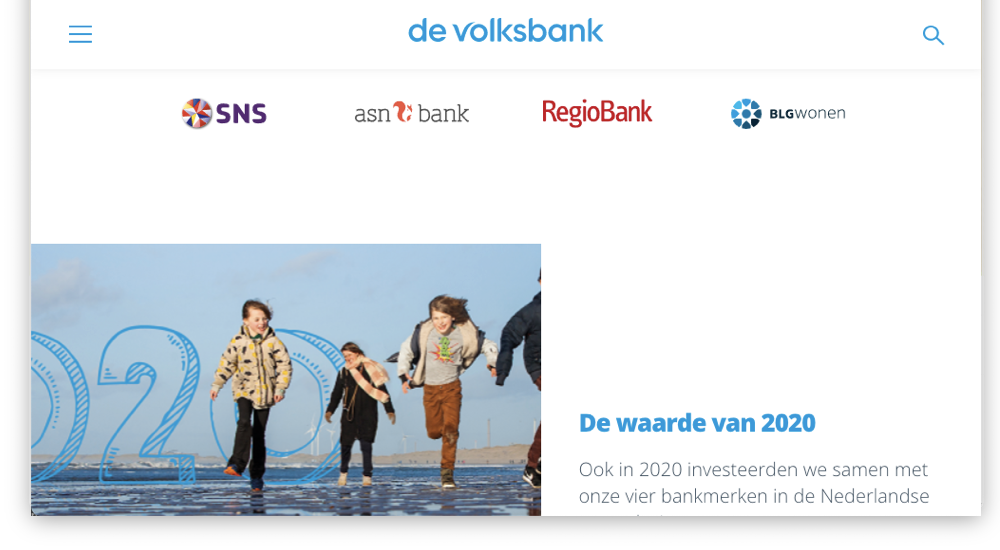 de volksbank
SNS
asn bank
RegioBank
BLGwonen
2020
De waarde van 2020
Ook in 2020 investeerden we samen met
onze vier bankmerken in de Nederlandse